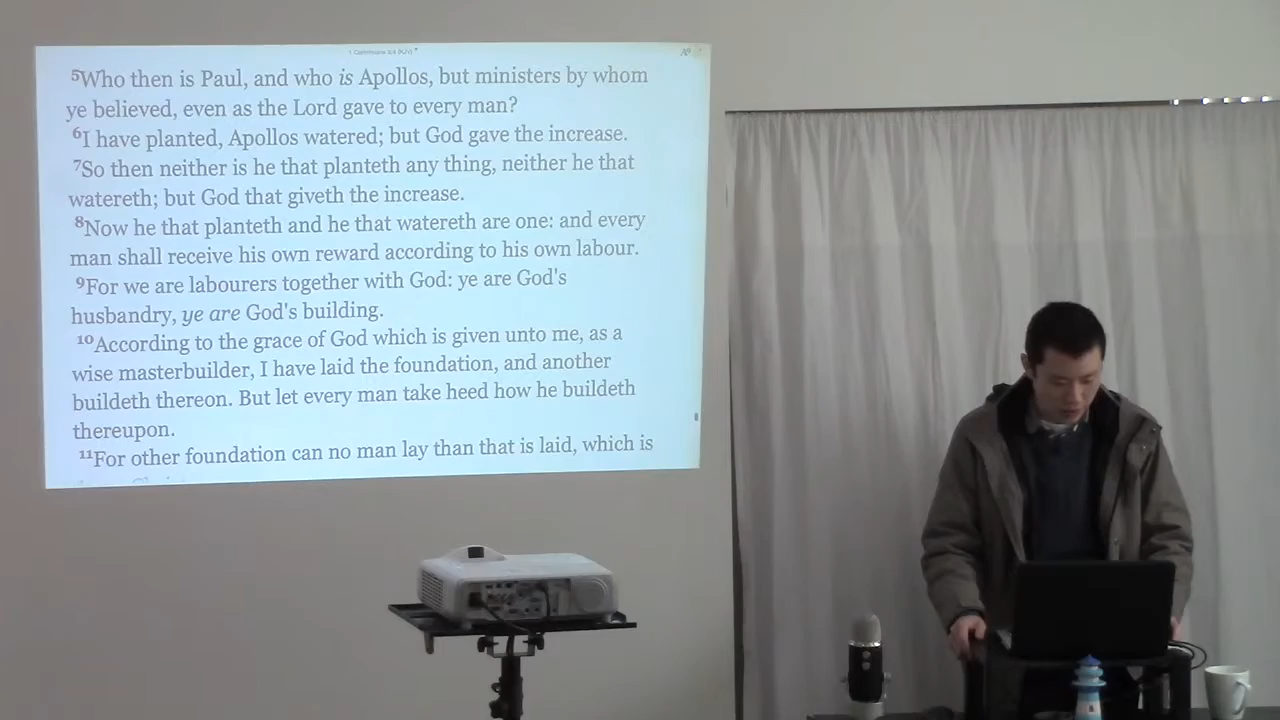 5Who then is Paul, and who is Apollos, but ministers by whom
ye believed, even as the Lord gave to every man?
6I have planted, Apollos watered; but God gave the increase.
7So then neither is he that planteth any thing, neither he that
watereth; but God that giveth the increase.
8Now he that planteth and he that watereth are one: and every
man shall receive his own reward according to his own labour.
9For we are labourers together with God: ye are God's
husbandry, ye are God's building.
10According to the grace of God which is given unto me, as a
wise masterbuilder, I have laid the foundation, and another
buildeth thereon. But let every man take heed how he buildeth
thereupon.
11For other foundation can no man lay than that is laid, which is